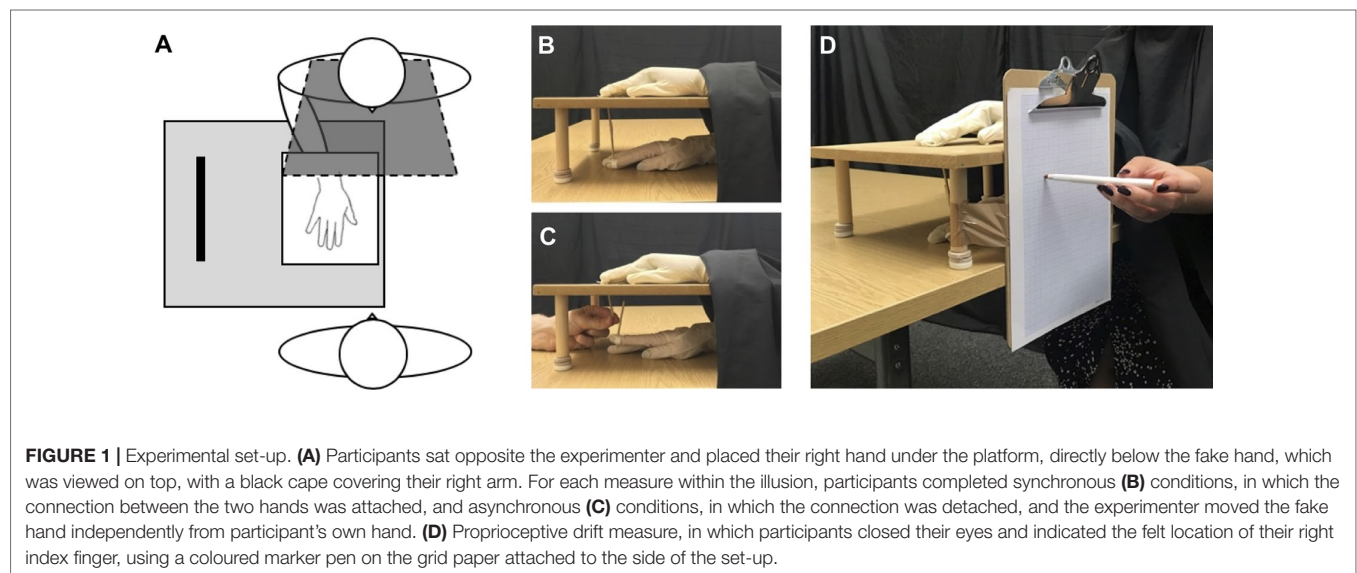 A
B
C
D
FIGURE 1 | Experimental set-up. (A) Participants sat opposite the experimenter and placed their right hand under the platform, directly below the fake hand, which
was viewed on top, with a black cape covering their right arm. For each measure within the illusion, participants completed synchronous (B) conditions, in which the
connection between the two hands was attached, and asynchronous (C) conditions, in which the connection was detached, and the experimenter moved the fake
hand independently from participant’s own hand. (D) Proprioceptive drift measure, in which participants closed their eyes and indicated the felt location of their right
index finger, using a coloured marker pen on the grid paper attached to the side of the set-up.